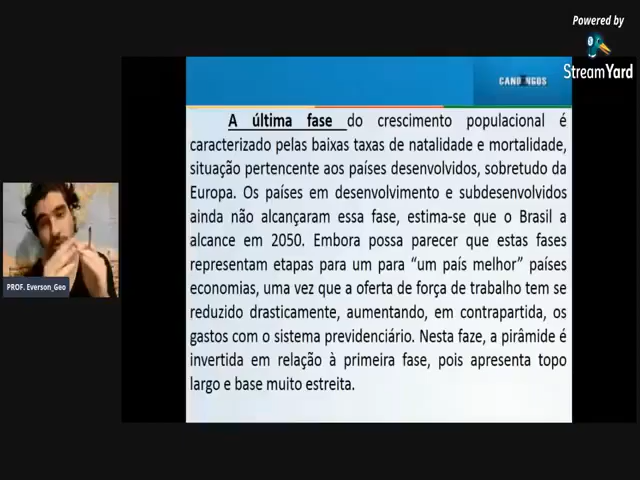 Powered by
StreamYard
CANDANGOS
A última fase do crescimento populacional é
caracterizado pelas baixas taxas de natalidade e mortalidade,
situação pertencente aos países desenvolvidos, sobretudo da
Europa. Os países em desenvolvimento e subdesenvolvidos
ainda não alcançaram essa fase, estima-se que o Brasil a
alcance em 2050. Embora possa parecer que estas fases
representam etapas para um para “um país melhor” países
economias, uma vez que a oferta de força de trabalho tem se
reduzido drasticamente, aumentando, em contrapartida, os
gastos com o sistema previdenciário. Nesta faze, a pirâmide é
invertida em relação à primeira fase, pois apresenta topo
largo e base muito estreita.
PROF. Everson_Geo